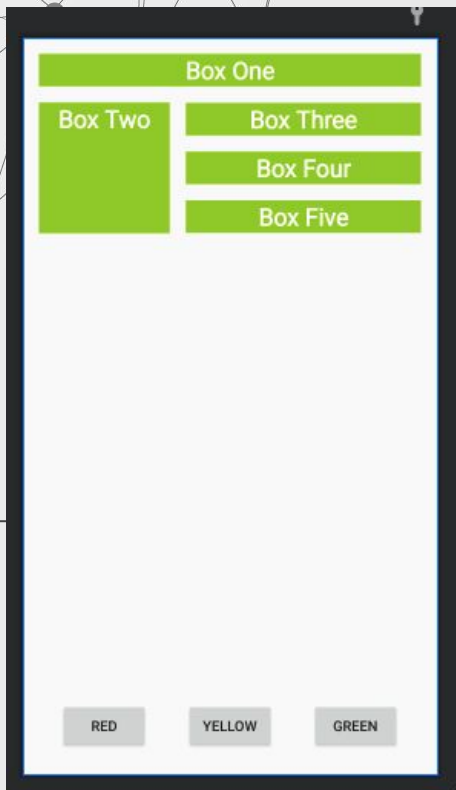 Box One
Box Two
Box Three
Box Four
Box Five
RED
YELLOW
GREEN